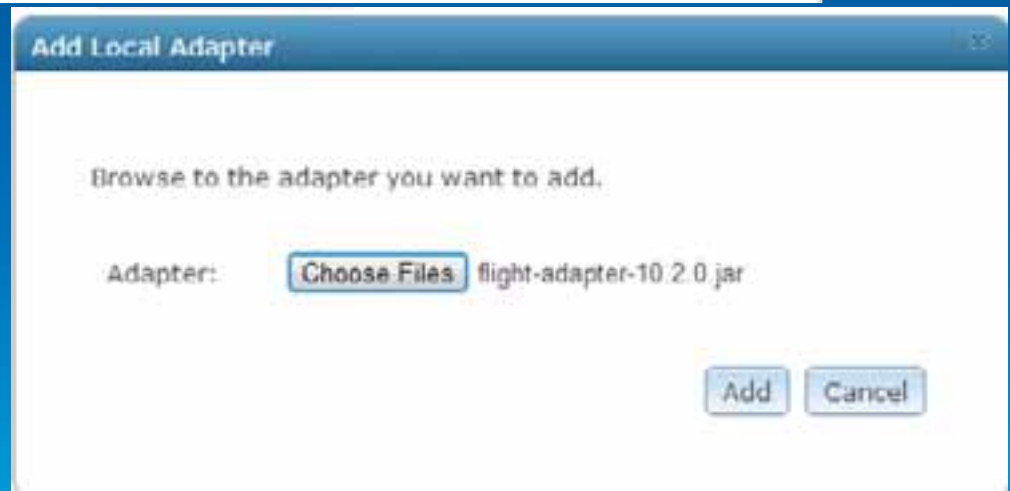 Add Local Adapter
Browse to the adapter you want to add.
Adapter: Choose Files flight-adapter-10.2.0.jar
Add Cancel